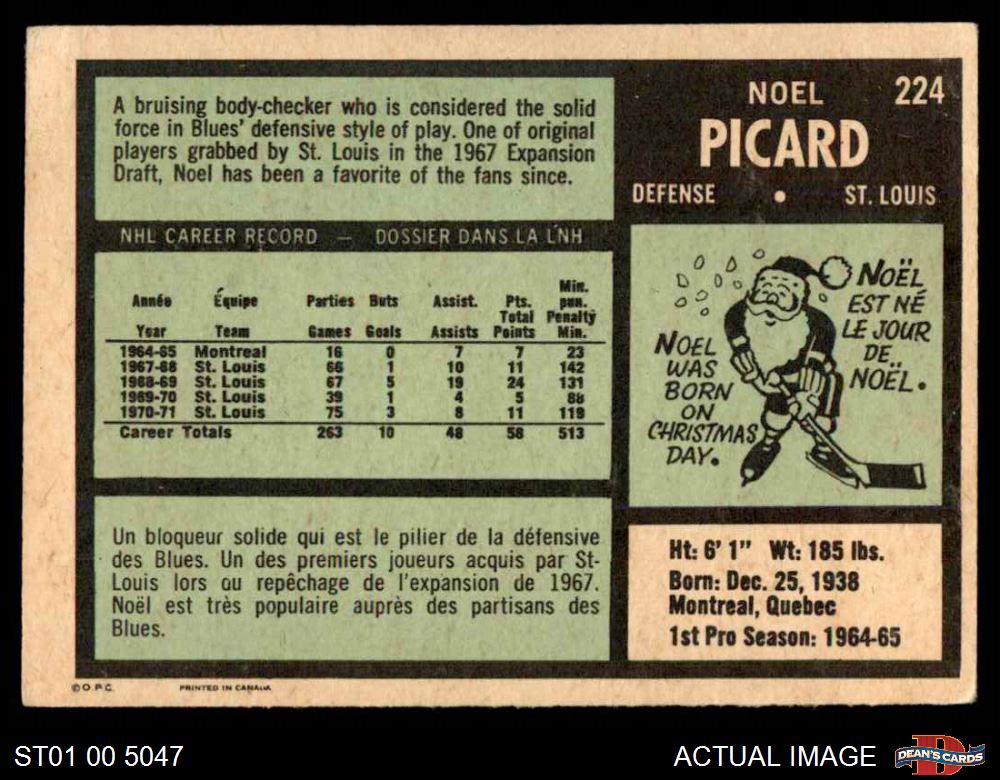 A bruising body-checker who is considered the solid
force in Blues' defensive style of play. One of original
players grabbed by St. Louis in the 1967 Expansion
Draft, Noel has been a favorite of the fans since.
NOEL 224
PICARD
DEFENSE • ST. LOUIS
NHL CAREER RECORD — DOSSIER DANS LA L'NH
Année Équipe Parties Buts Assist. Pts. Min. pun.
Year Team Games Goals Assists Total Points Penalty Min.
1964-65 Montreal 16 0 7 7 23
1967-68 St. Louis 66 1 10 11 142
1968-69 St. Louis 67 5 19 24 131
1969-70 St. Louis 39 1 4 5 88
1970-71 St. Louis 75 3 8 11 119
Career Totals 263 10 48 58 513
NOEL
WAS
BORN
ON
CHRISTMAS
DAY.
NOËL
EST NÉ
LE JOUR
DE
NOËL.
Un bloqueur solide qui est le pilier de la défensive
des Blues. Un des premiers joueurs acquis par St-
Louis lors au repêchage de l'expansion de 1967.
Noël est très populaire auprès des partisans des
Blues.
Ht: 6' 1" Wt: 185 lbs.
Born: Dec. 25, 1938
Montreal, Quebec
1st Pro Season: 1964-65
© O.P.C. PRINTED IN CANADA
ST01 00 5047 ACTUAL IMAGE DEAN'S CARDS